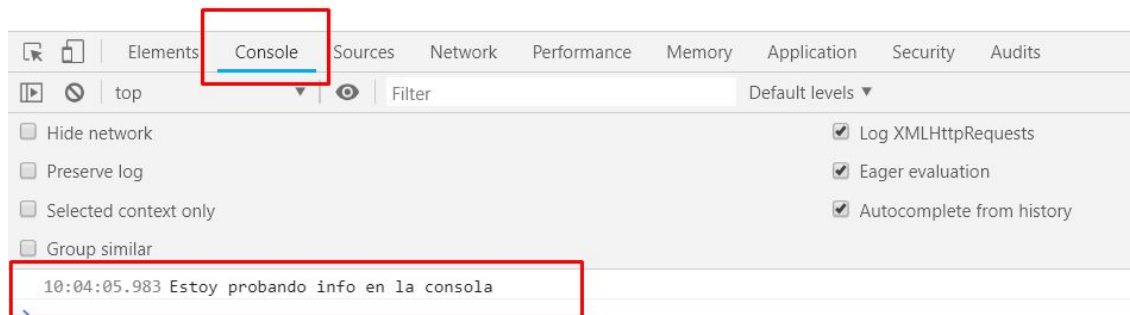 Elements Console Sources Network Performance Memory Application Security Audits
top Filter Default levels
Hide network Log XMLHttpRequests
Preserve log Eager evaluation
Selected context only Autocomplete from history
Group similar
10:04:05.983 Estoy probando info en la consola